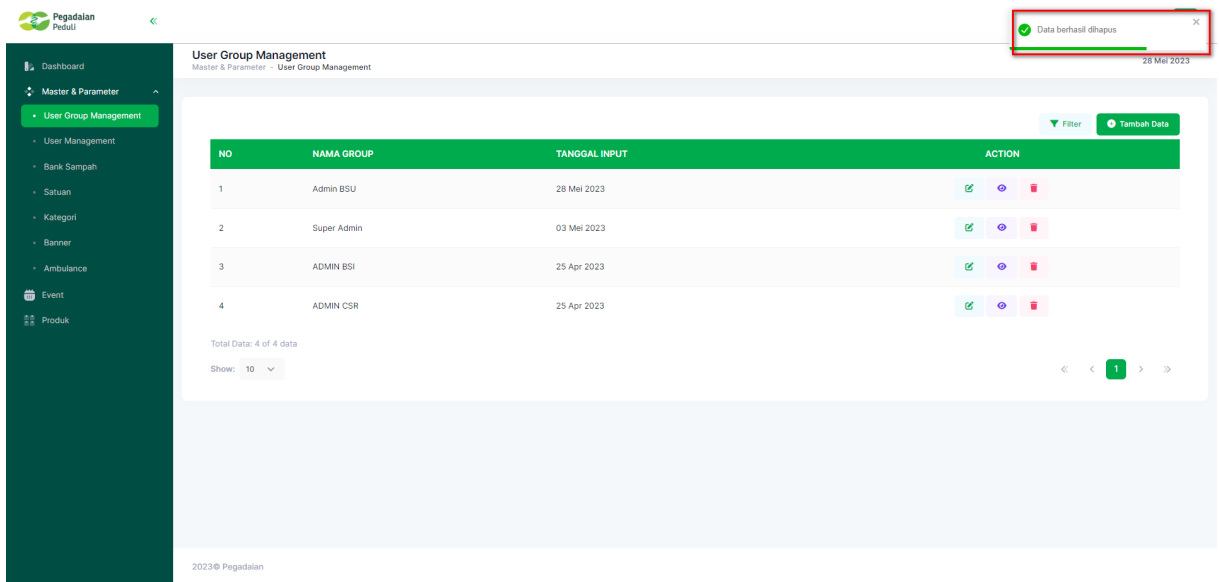 Pegadaian
Peduli
Data berhasil dihapus
28 Mei 2023
User Group Management
Master & Parameter - User Group Management
Dashboard
Master & Parameter
User Group Management
User Management
Bank Sampah
Satuan
Kategori
Banner
Ambulance
Event
Produk
Filter
Tambah Data
NO NAMA GROUP TANGGAL INPUT ACTION
1 Admin BSU 28 Mei 2023
2 Super Admin 03 Mei 2023
3 ADMIN BSI 25 Apr 2023
4 ADMIN CSR 25 Apr 2023
Total Data: 4 of 4 data
Show: 10
1
2023© Pegadaian